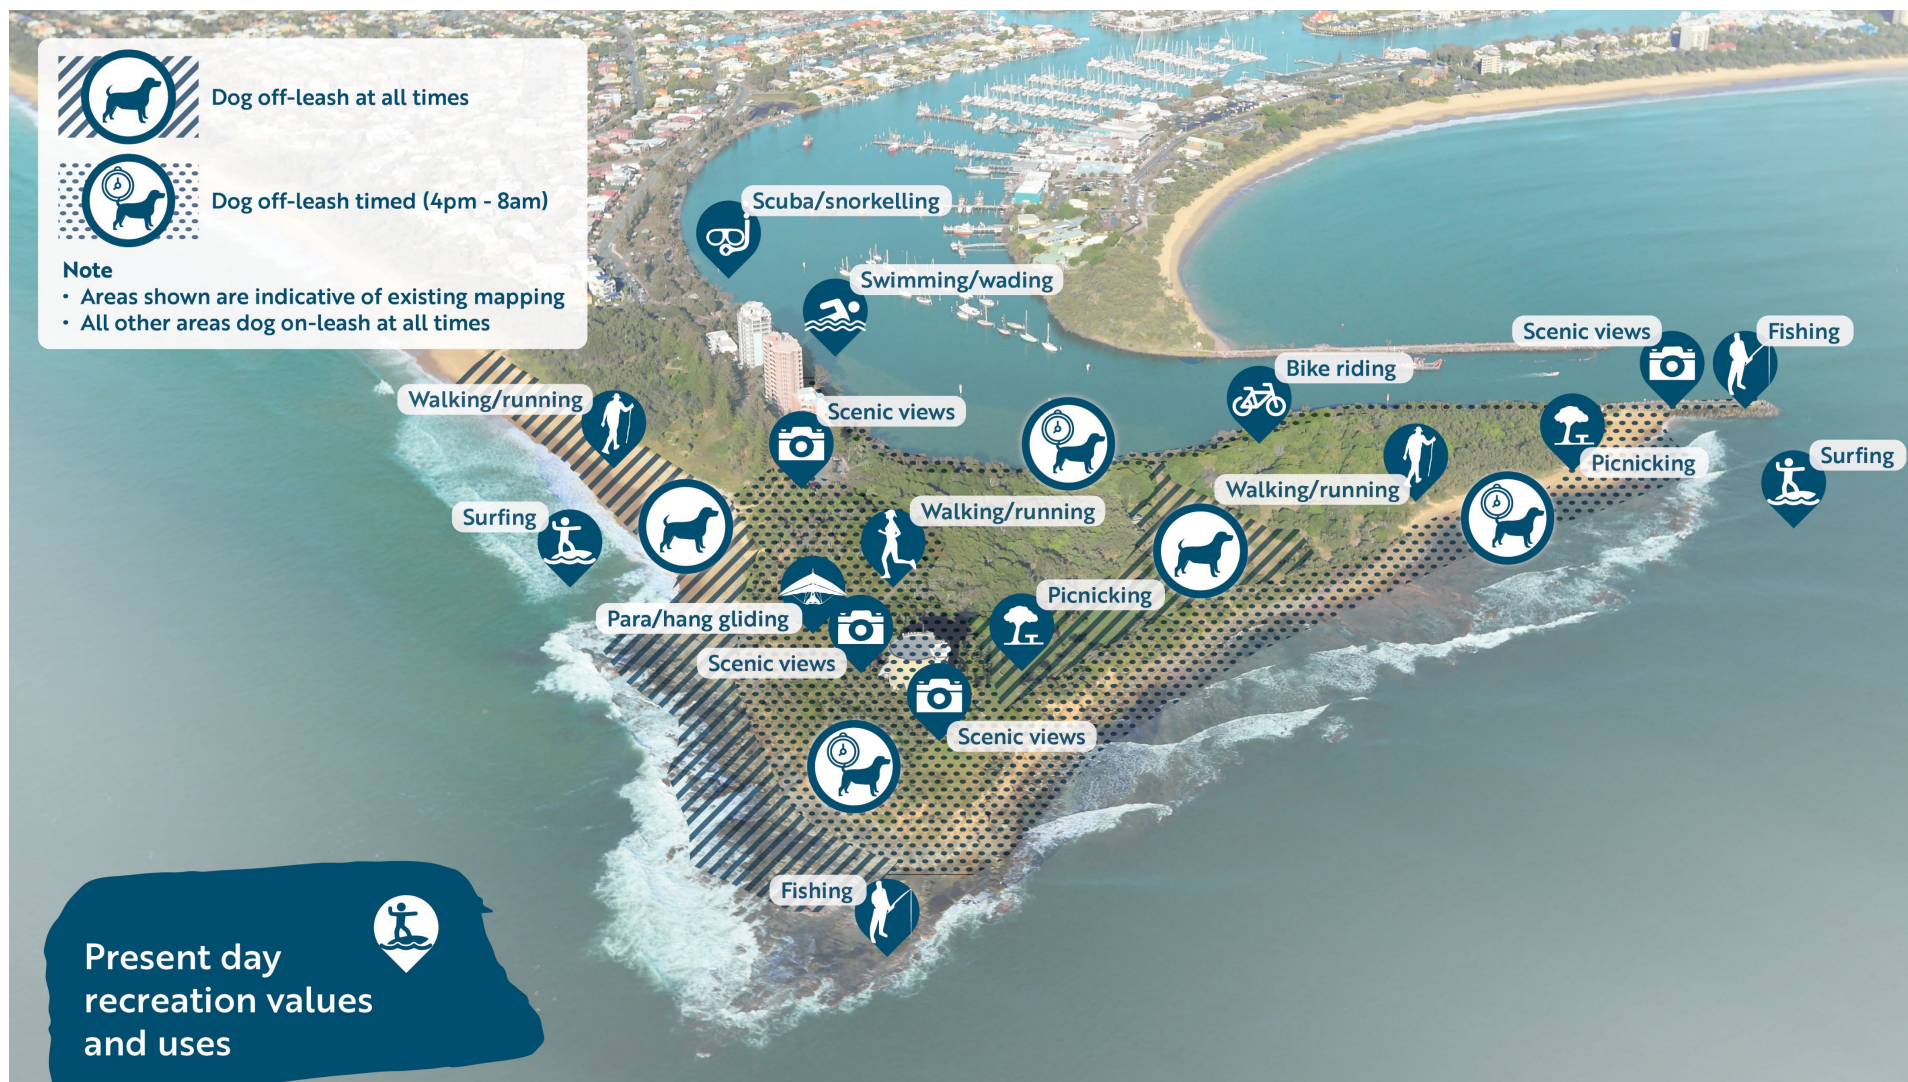 Dog off-leash at all times
Dog off-leash timed (4pm - 8am)
Note
• Areas shown are indicative of existing mapping
• All other areas dog on-leash at all times
Scuba/snorkelling
Swimming/wading
Scenic views
Fishing
Bike riding
Walking/running
Scenic views
Surfing
Picnicking
Walking/running
Walking/running
Surfing
Picnicking
Para/hang gliding
Scenic views
Scenic views
Fishing
Present day
recreation values
and uses